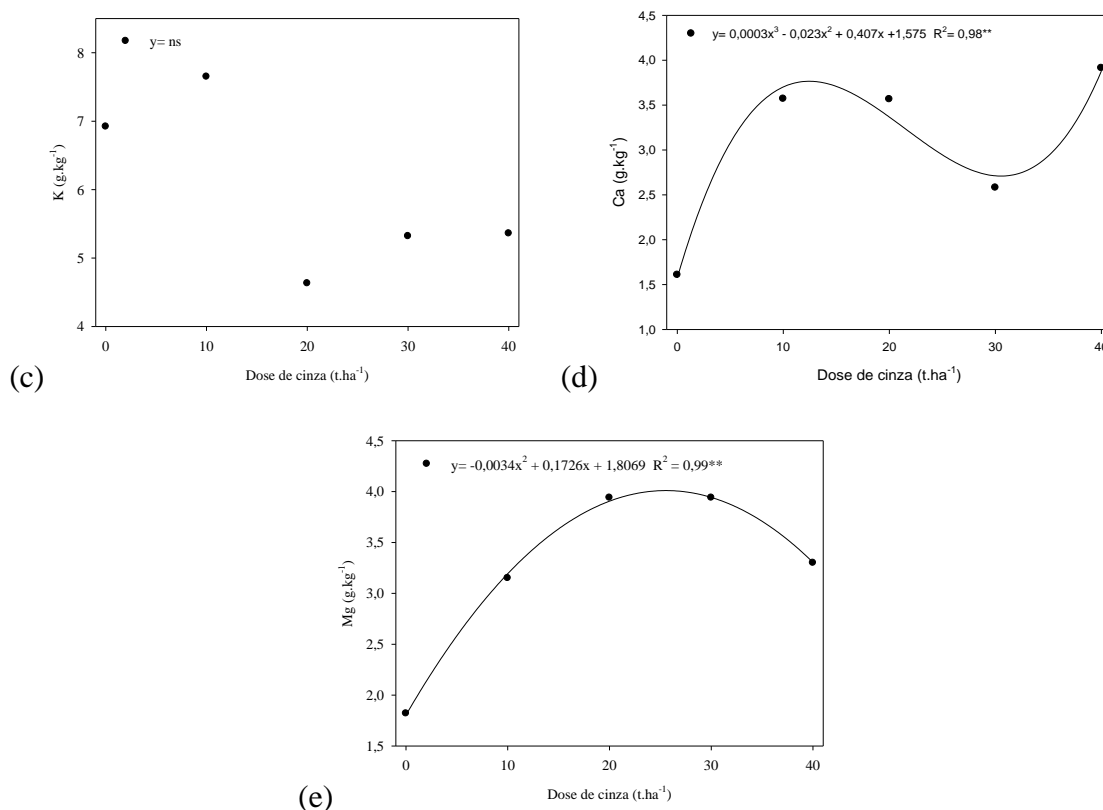 y= ns
8
7
6
5
4
K (g.kg⁻¹)
0 10 20 30 40
Dose de cinza (t.ha⁻¹)
(c)
y= 0,0003x³ - 0,023x² + 0,407x +1,575 R²= 0,98**
4,5
4,0
3,5
3,0
2,5
2,0
1,5
1,0
Ca (g.kg⁻¹)
0 10 20 30 40
Dose de cinza (t.ha⁻¹)
(d)
y= -0,0034x² + 0,1726x + 1,8069 R² = 0,99**
4,5
4,0
3,5
3,0
2,5
2,0
1,5
Mg (g.kg⁻¹)
0 10 20 30 40
Dose de cinza (t.ha⁻¹)
(e)